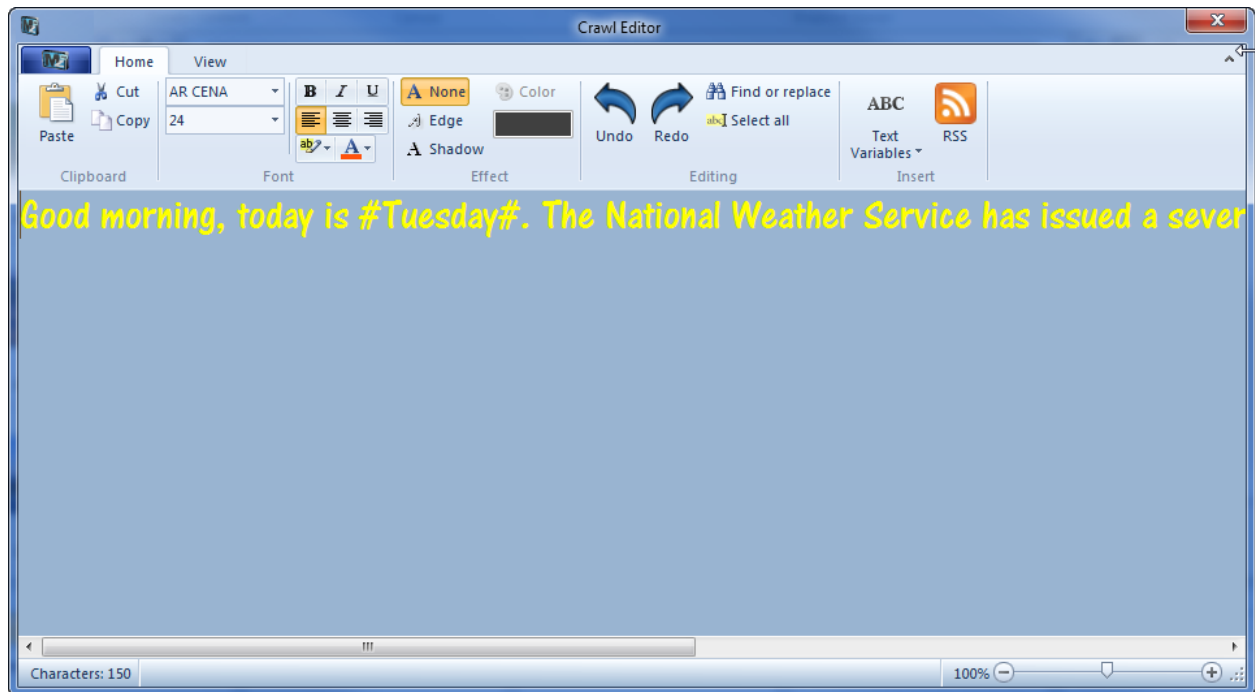 Crawl Editor
Home View
Cut
Copy
Paste
Clipboard
AR CENA
24
B I U
ab A
Font
A None
Color
A Edge
A Shadow
Effect
Undo
Redo
Find or replace
Select all
Editing
ABC
Text
Variables
RSS
Insert
Good morning, today is #Tuesday#. The National Weather Service has issued a sever
Characters: 150
100%